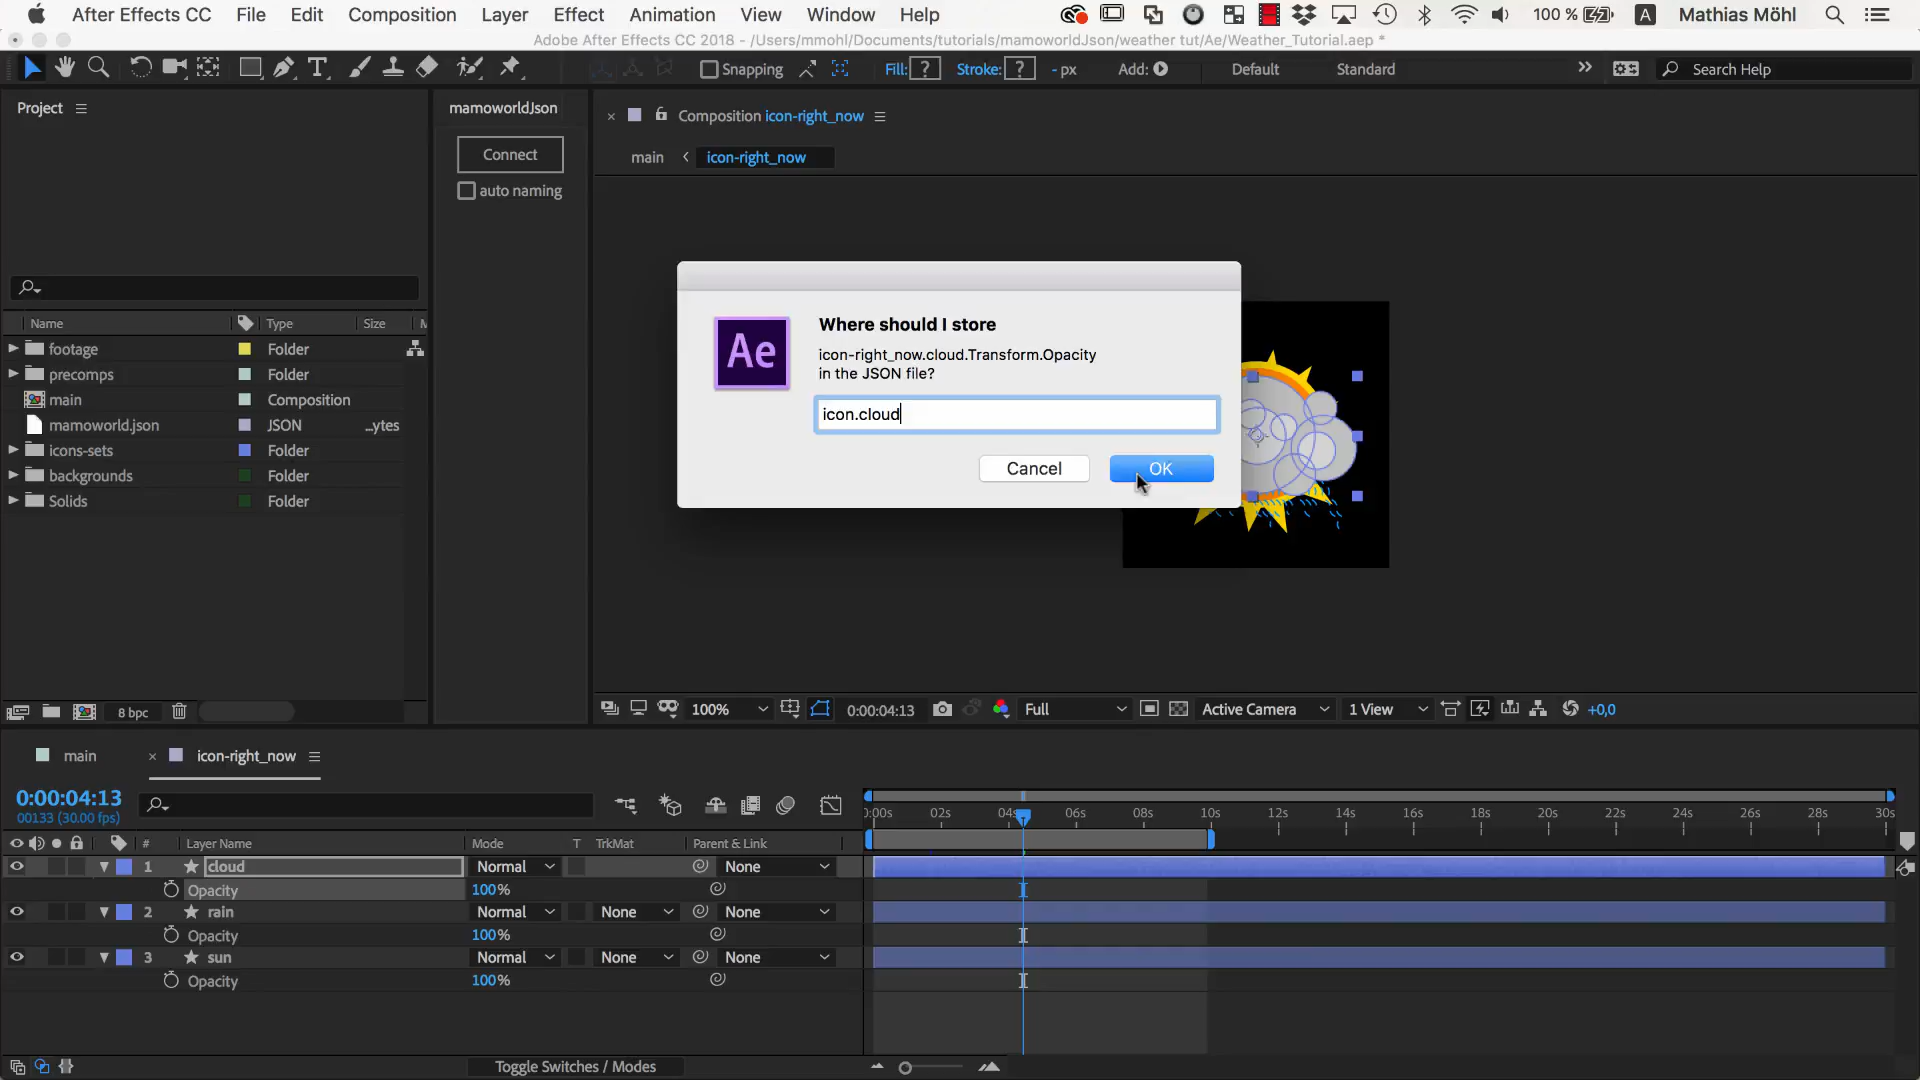 After Effects CC File Edit Composition Layer Effect Animation View Window Help 100 % A Mathias Möhl
Adobe After Effects CC 2018 - /Users/mmohl/Documents/tutorials/mamoworldJson/weather tut/Ae/Weather_Tutorial.aep *
T Snapping Fill: ? Stroke: ? - px Add: Default Standard Search Help
Project
mamoworldJson
Connect
auto naming
Composition icon-right_now
main icon-right_now
Name Type Size M
footage Folder
precomps Folder
main Composition
mamoworld.json JSON ...ytes
icons-sets Folder
backgrounds Folder
Solids Folder
Ae
Where should I store
icon-right_now.cloud.Transform.Opacity
in the JSON file?
icon.cloud
Cancel OK
8 bpc
100% 0:00:04:13 Full Active Camera 1 View +0,0
main icon-right_now
0:00:04:13
00133 (30.00 fps)
0:00s 02s 04s 06s 08s 10s 12s 14s 16s 18s 20s 22s 24s 26s 28s 30s
# Layer Name Mode T TrkMat Parent & Link
1 cloud Normal None
Opacity 100%
2 rain Normal None None
Opacity 100%
3 sun Normal None None
Opacity 100%
Toggle Switches / Modes